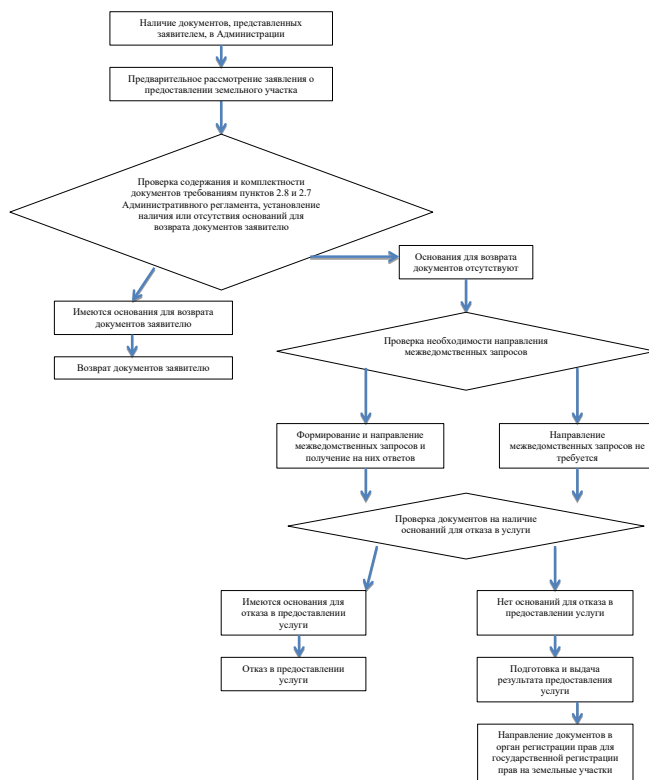 Наличие документов, представленных
заявителем, в Администрации
Предварительное рассмотрение заявления о
предоставлении земельного участка
Проверка содержания и комплектности
документов требованиям пунктов 2.8 и 2.7
Административного регламента, установление
наличия или отсутствия оснований для
возврата документов заявителю
Основания для возврата
документов отсутствуют
Имеются основания для возврата
документов заявителю
Возврат документов заявителю
Проверка необходимости направления
межведомственных запросов
Формирование и направление
межведомственных запросов и
получение на них ответов
Направление
межведомственных запросов не
требуется
Проверка документов на наличие
оснований для отказа в услуги
Имеются основания для
отказа в предоставлении
услуги
Нет оснований для отказа в
предоставлении услуги
Отказ в предоставлении
услуги
Подготовка и выдача
результата предоставления
услуги
Направление документов в
орган регистрации прав для
государственной регистрации
прав на земельные участки